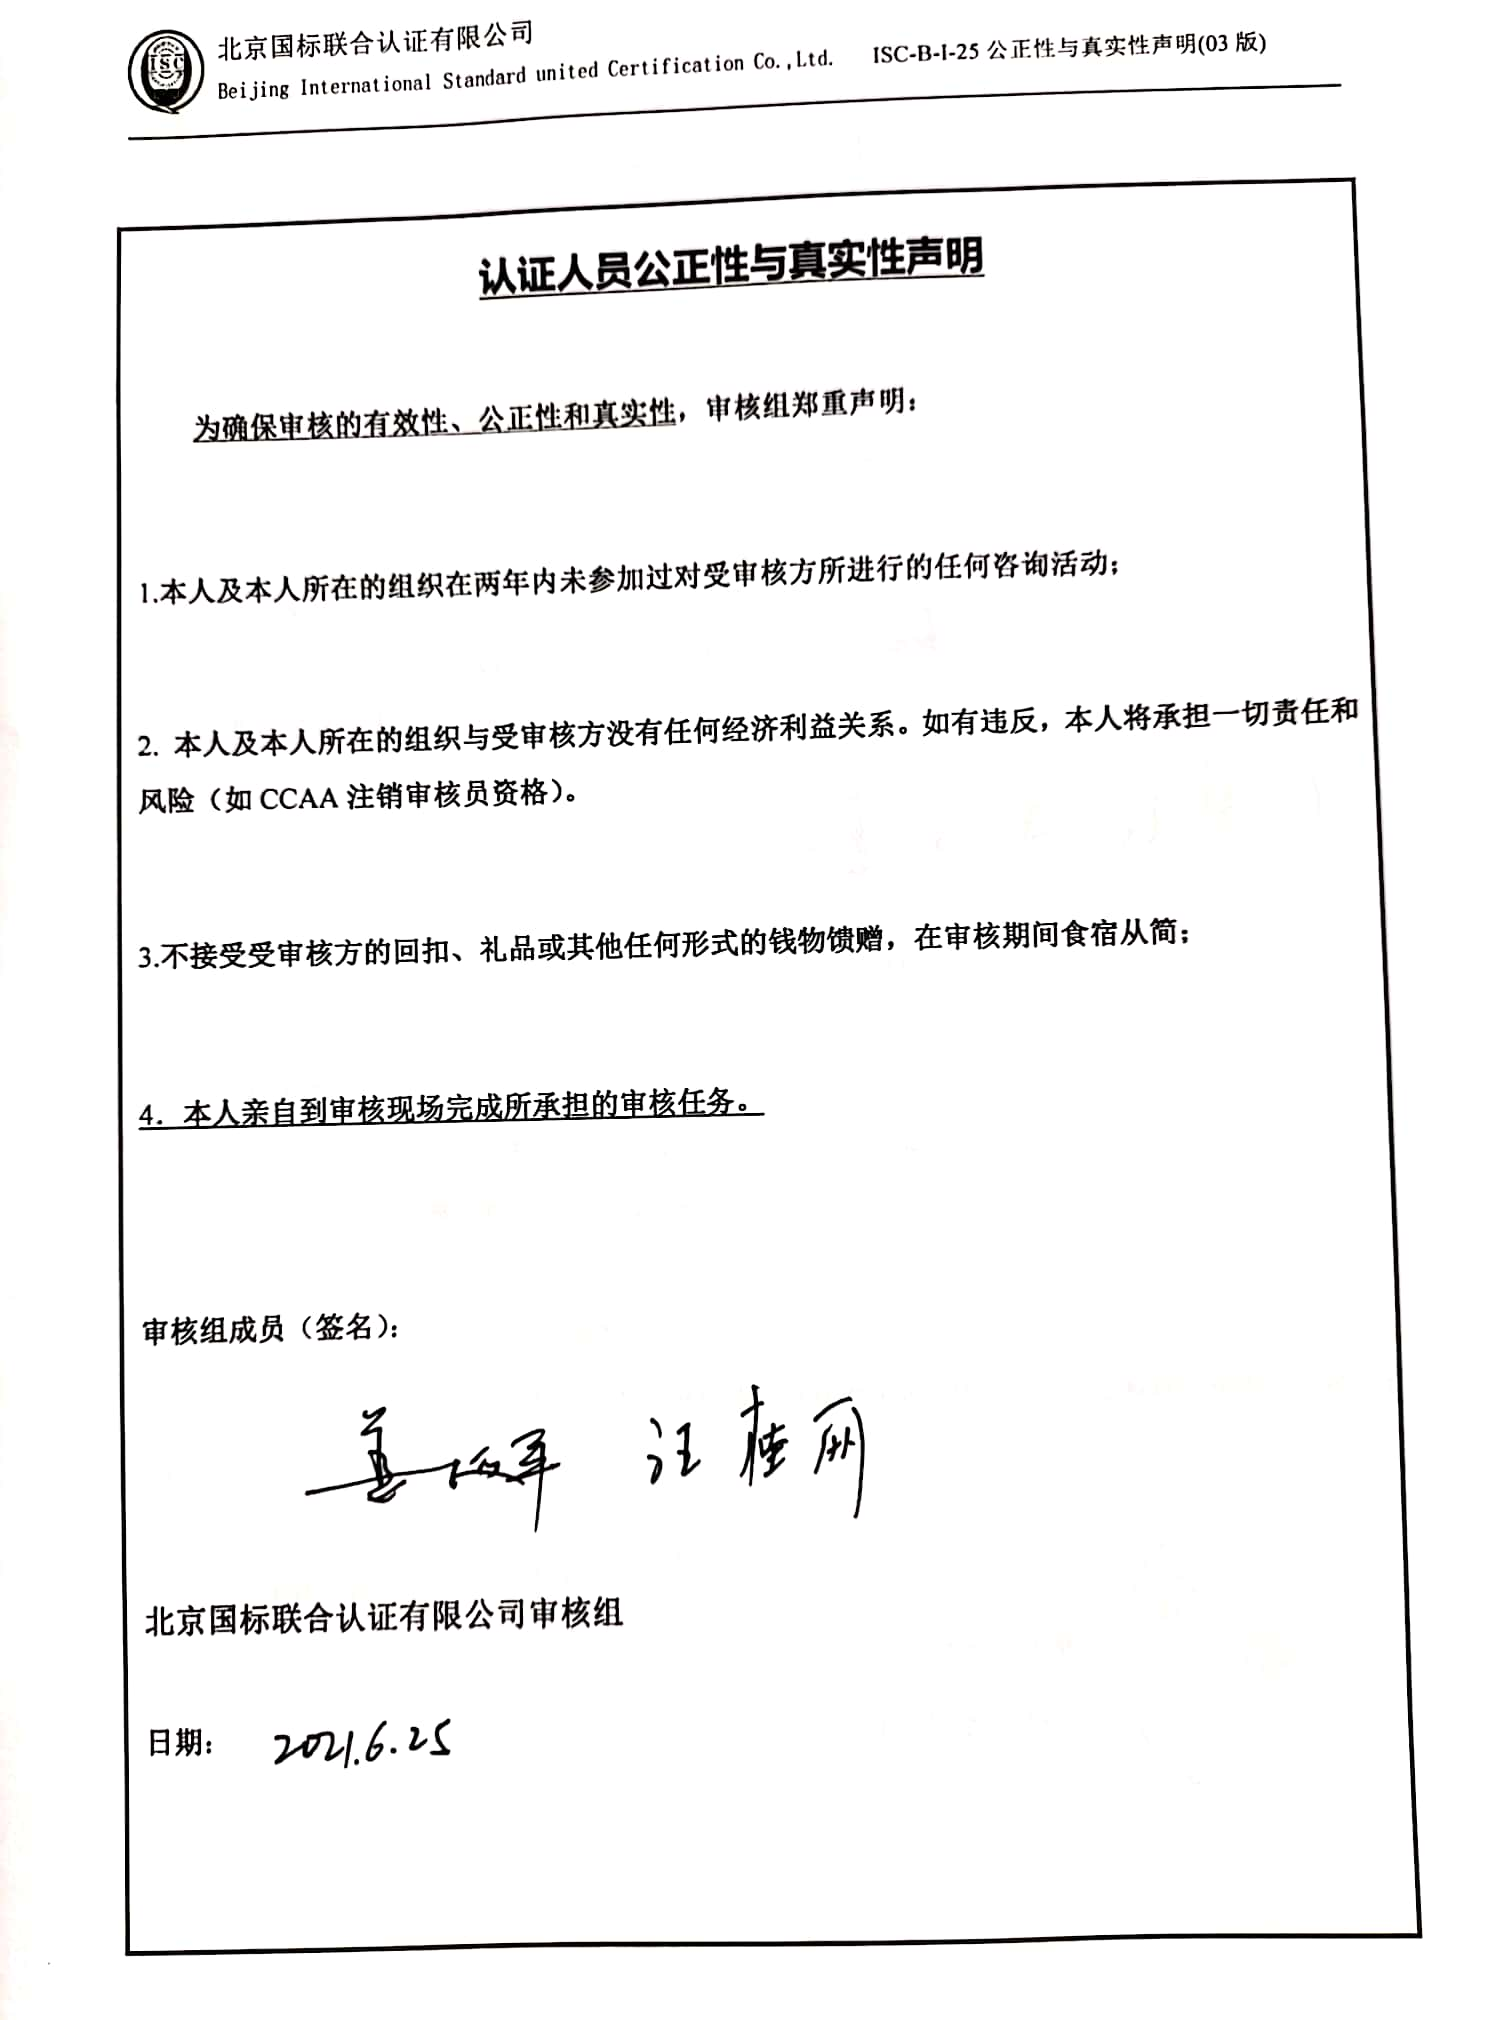 ISC
北京国标联合认证有限公司
Beijing International Standard united Certification Co.,Ltd. ISC-B-I-25 公正性与真实性声明(03 版)
认证人员公正性与真实性声明
为确保审核的有效性、公正性和真实性，审核组郑重声明：
1.本人及本人所在的组织在两年内未参加过对受审核方所进行的任何咨询活动；
2. 本人及本人所在的组织与受审核方没有任何经济利益关系。如有违反，本人将承担一切责任和
风险（如 CCAA 注销审核员资格）。
3.不接受受审核方的回扣、礼品或其他任何形式的钱物馈赠，在审核期间食宿从简；
4. 本人亲自到审核现场完成所承担的审核任务。
审核组成员（签名）：
汪桂丽
北京国标联合认证有限公司审核组
日期： 2021.6.25